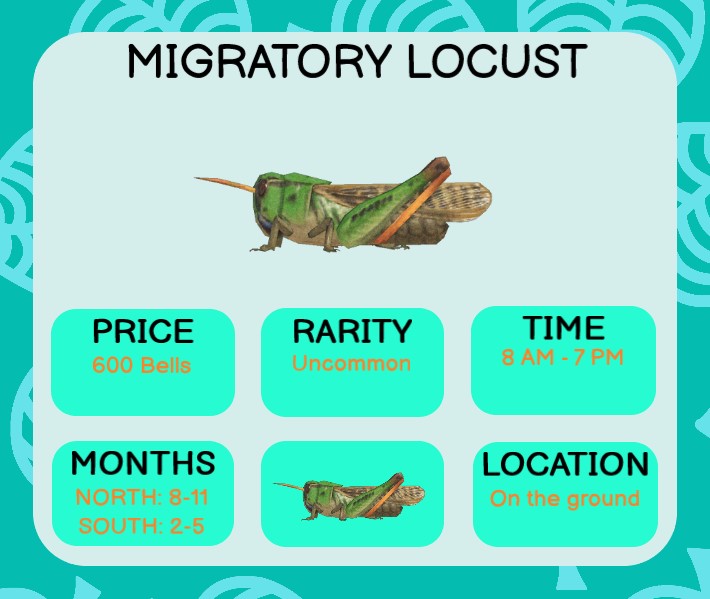 MIGRATORY LOCUST
PRICE
600 Bells
RARITY
Uncommon
TIME
8 AM - 7 PM
MONTHS
NORTH: 8-11
SOUTH: 2-5
LOCATION
On the ground